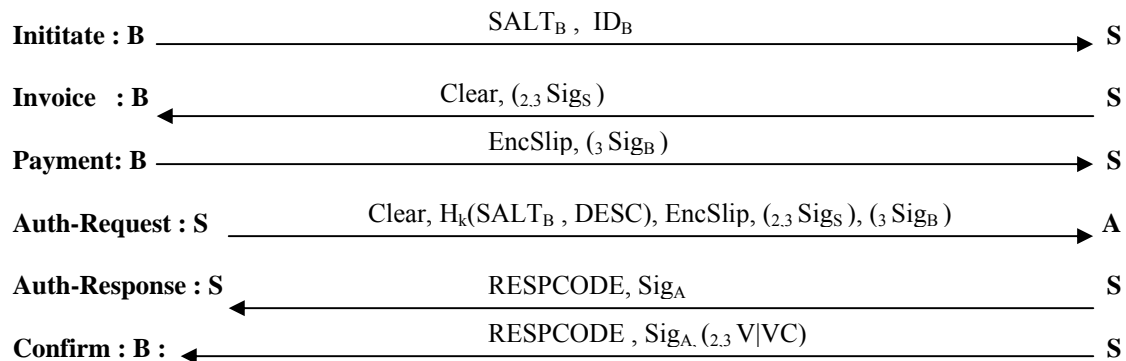 Inititate : B SALTB , IDB S
Invoice : B Clear, (2,3 SigS ) S
Payment: B EncSlip, (3 SigB ) S
Auth-Request : S Clear, Hk(SALTB , DESC), EncSlip, (2,3 SigS ), (3 SigB ) A
Auth-Response : S RESPCODE, SigA S
Confirm : B : RESPCODE , SigA, (2,3 V|VC) S